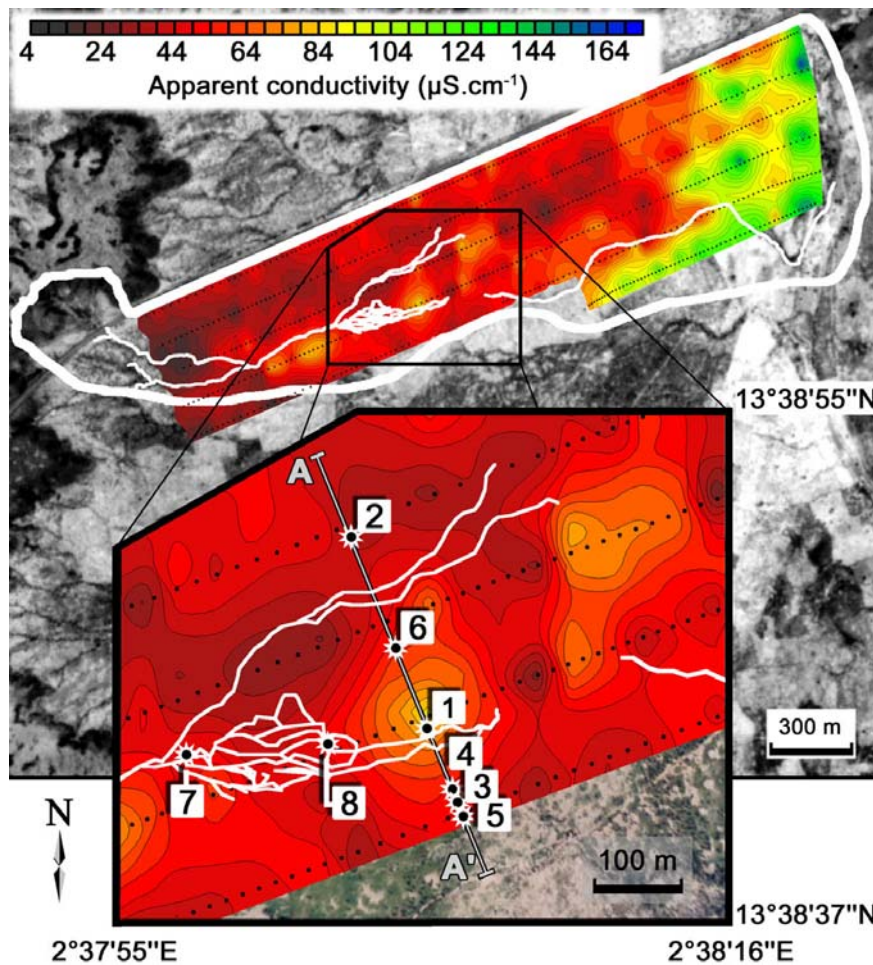 4 24 44 64 84 104 124 144 164
Apparent conductivity (µS.cm⁻¹)
13°38'55"N
300 m
A
2
6
1
4
3
5
7
8
A'
100 m
N
13°38'37"N
2°37'55"E 2°38'16"E